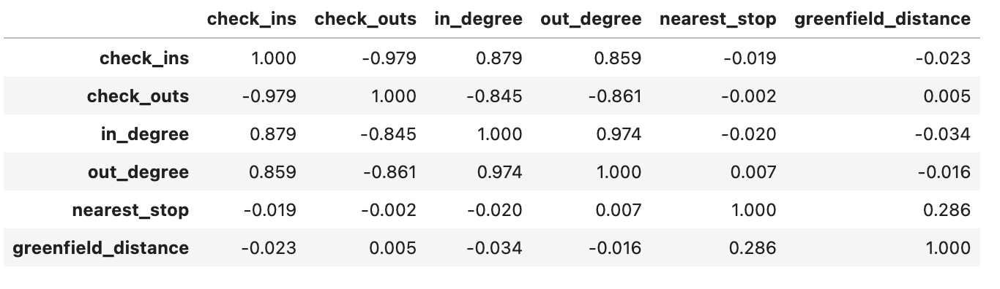 check_ins check_outs in_degree out_degree nearest_stop greenfield_distance
check_ins 1.000 -0.979 0.879 0.859 -0.019 -0.023
check_outs -0.979 1.000 -0.845 -0.861 -0.002 0.005
in_degree 0.879 -0.845 1.000 0.974 -0.020 -0.034
out_degree 0.859 -0.861 0.974 1.000 0.007 -0.016
nearest_stop -0.019 -0.002 -0.020 0.007 1.000 0.286
greenfield_distance -0.023 0.005 -0.034 -0.016 0.286 1.000